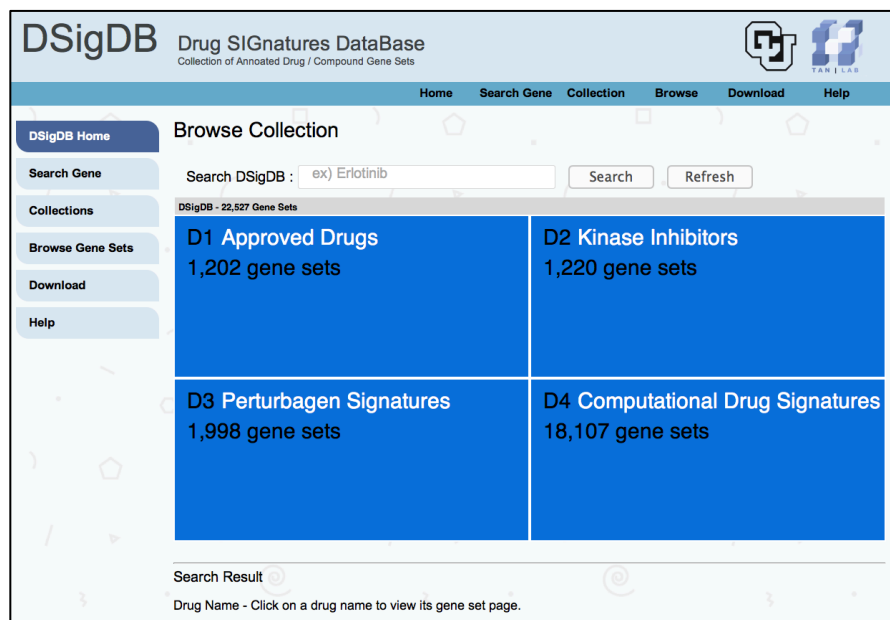 DSigDB
Drug SIGnatures DataBase
Collection of Annoated Drug / Compound Gene Sets
TAN | LAB
Home Search Gene Collection Browse Download Help
DSigDB Home
Search Gene
Collections
Browse Gene Sets
Download
Help
Browse Collection
Search DSigDB : ex) Erlotinib Search Refresh
DSigDB - 22,527 Gene Sets
D1 Approved Drugs
1,202 gene sets
D2 Kinase Inhibitors
1,220 gene sets
D3 Perturbagen Signatures
1,998 gene sets
D4 Computational Drug Signatures
18,107 gene sets
Search Result
Drug Name - Click on a drug name to view its gene set page.